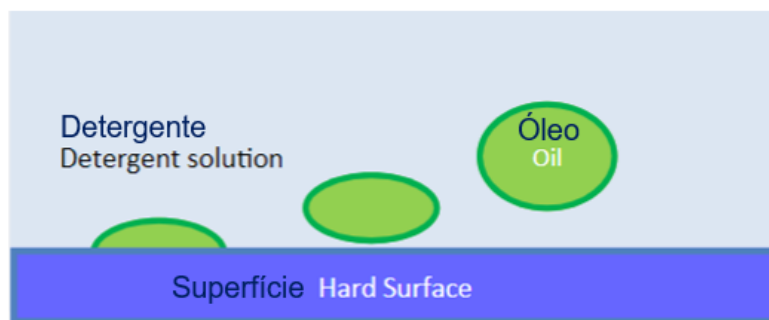 Detergente
Detergent solution
Óleo
Oil
Superfície Hard Surface